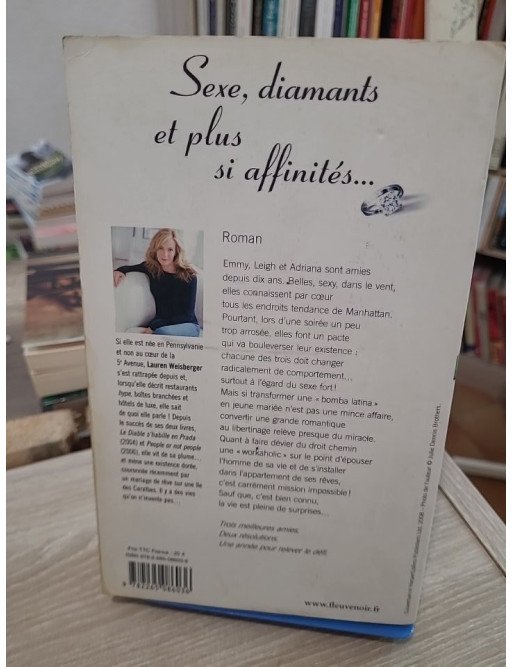 Sexe, diamants
et plus
si affinités...
Roman
Emmy, Leigh et Adriana sont amies
depuis dix ans. Belles, sexy, dans le vent,
elles connaissent par cœur
tous les endroits tendance de Manhattan.
Pourtant, lors d'une soirée un peu
trop arrosée, elles font un pacte
qui va bouleverser leur existence :
chacune des trois doit changer
radicalement de comportement...
surtout à l'égard du sexe fort !
Mais si transformer une « bomba latina »
en jeune mariée n'est pas une mince affaire,
convertir une grande romantique
au libertinage relève presque du miracle.
Quant à faire dévier du droit chemin
une « workaholic » sur le point d'épouser
l'homme de sa vie et de s'installer
dans l'appartement de ses rêves,
c'est carrément mission impossible !
Sauf que, c'est bien connu,
la vie est pleine de surprises...
Trois meilleures amies.
Deux résolutions.
Une année pour relever le défi.
Si elle est née en Pennsylvanie
et non au cœur de la
5e Avenue, Lauren Weisberger
s'est rattrapée depuis et,
lorsqu'elle décrit restaurants
hype, boîtes branchées et
hôtels de luxe, elle sait
de quoi elle parle ! Depuis
le succès de ses deux livres,
Le Diable s'habille en Prada
(2004) et People or not people
(2006), elle vit de sa plume...
et mène une existence dorée,
couronnée récemment par
un mariage de rêve sur une île
des Caraïbes. Il y a des vies
qu'on n'invente pas...
www.fleuvenoir.fr